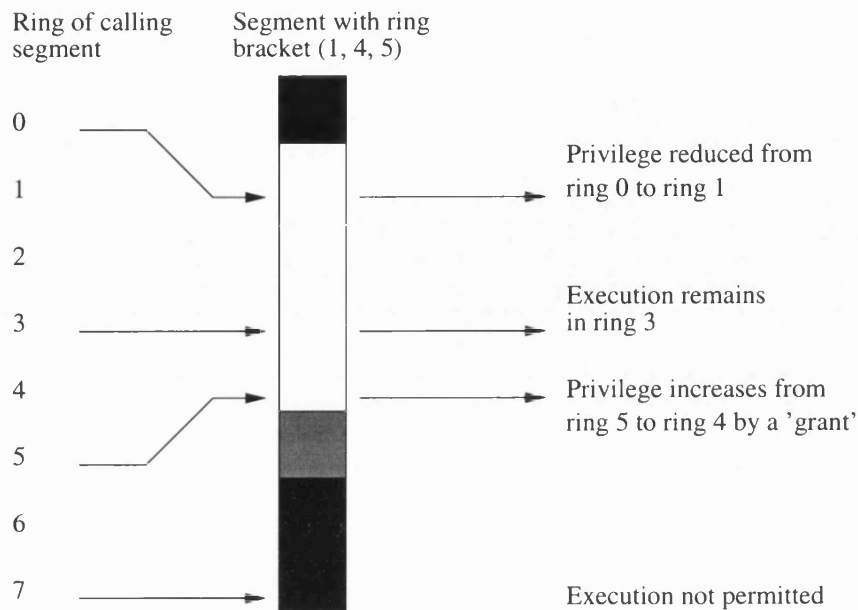 Ring of calling
segment
Segment with ring
bracket (1, 4, 5)
0
1
2
3
4
5
6
7
Privilege reduced from
ring 0 to ring 1
Execution remains
in ring 3
Privilege increases from
ring 5 to ring 4 by a 'grant'
Execution not permitted